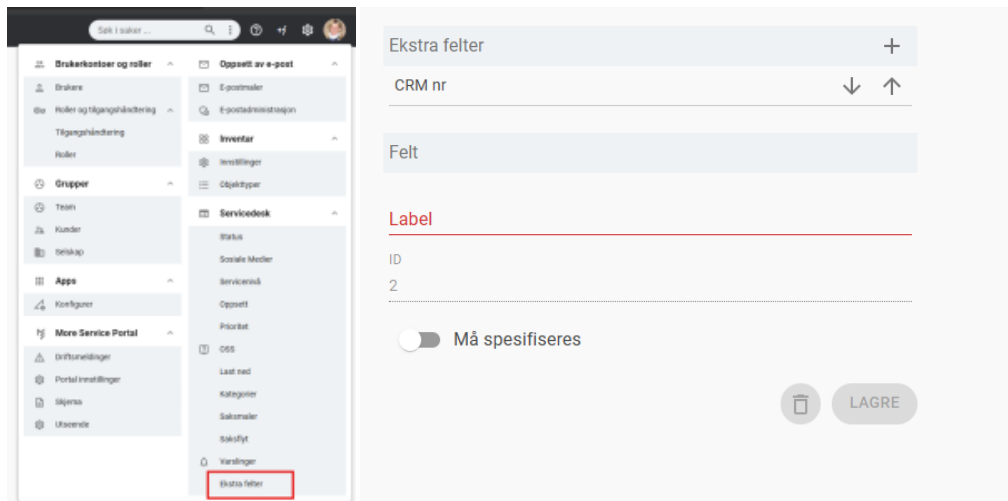 Søk i saker ...
Brukerkontoer og roller
Brukere
Roller og tilgangshåndtering
Tilgangshåndtering
Roller
Grupper
Team
Kunder
Selskap
Apps
Konfigurer
More Service Portal
Driftsmeldinger
Portal innstillinger
Skjema
Utseende
Oppsett av e-post
E-postmaler
E-postadministrasjon
Inventar
Innstillinger
Objekttyper
Servicedesk
Status
Sosiale Medier
Servicenivå
Oppsett
Prioritet
OSS
Last ned
Kategorier
Saksmaler
Saksflyt
Varslinger
Ekstra felter
Ekstra felter
CRM nr
Felt
Label
ID
2
Må spesifiseres
LAGRE